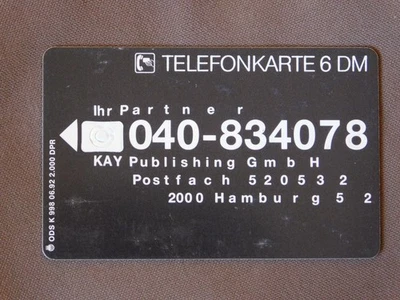 TELEFONKARTE 6 DM
Ihr Partner
040-834078
KAY Publishing GmbH
Postfach 520532
2000 Hamburg 52
ODS K 998 06.92 2.000 DPR